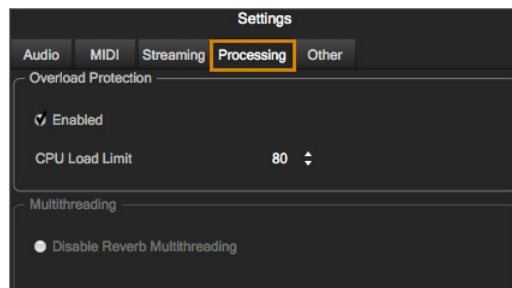 Settings
Audio MIDI Streaming Processing Other
Overload Protection
Enabled
CPU Load Limit 80
Multithreading
Disable Reverb Multithreading